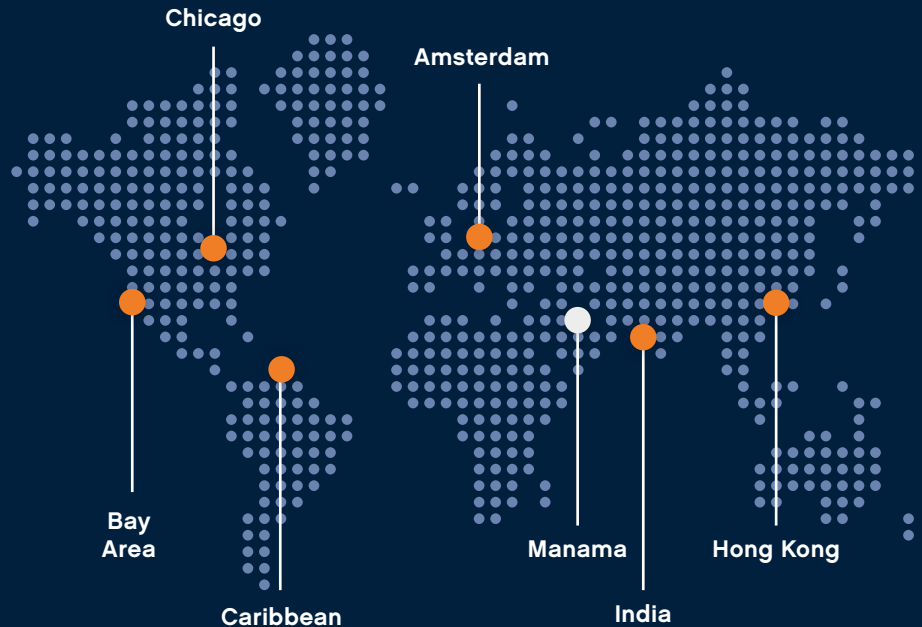 Chicago
Amsterdam
Bay
Area
Manama
Hong Kong
Caribbean
India